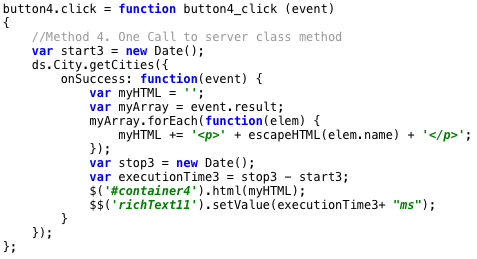 button4.click = function button4_click (event)
{
    //Method 4. One Call to server class method
    var start3 = new Date();
    ds.City.getCities({
        onSuccess: function(event) {
            var myHTML = '';
            var myArray = event.result;
            myArray.forEach(function(elem) {
                myHTML += '<p>' + escapeHTML(elem.name) + '</p>';
            });
            var stop3 = new Date();
            var executionTime3 = stop3 - start3;
            $('#container4').html(myHTML);
            $$('richText11').setValue(executionTime3+ "ms");
        }
    });
};